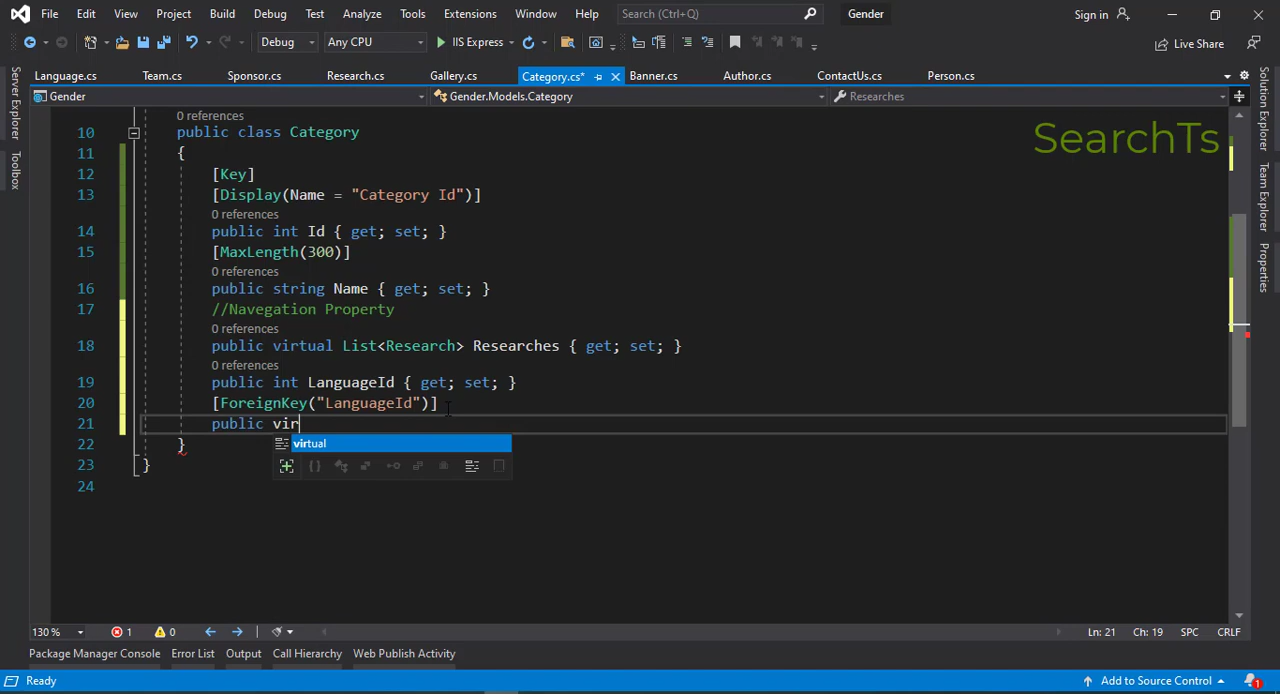 File Edit View Project Build Debug Test Analyze Tools Extensions Window Help Search (Ctrl+Q) Gender Sign in
Debug Any CPU IIS Express Live Share
Language.cs Team.cs Sponsor.cs Research.cs Gallery.cs Category.cs* Banner.cs Author.cs ContactUs.cs Person.cs
Gender Gender.Models.Category Researches
Server Explorer
Toolbox
Solution Explorer
Team Explorer
Properties
SearchTs
0 references
10 public class Category
11 {
12 [Key]
13 [Display(Name = "Category Id")]
0 references
14 public int Id { get; set; }
15 [MaxLength(300)]
0 references
16 public string Name { get; set; }
17 //Navegation Property
0 references
18 public virtual List<Research> Researches { get; set; }
0 references
19 public int LanguageId { get; set; }
20 [ForeignKey("LanguageId")]
21 public vir
virtual
22 }
23 }
24
130 % 1 0 Ln: 21 Ch: 19 SPC CRLF
Package Manager Console Error List Output Call Hierarchy Web Publish Activity
Ready Add to Source Control 1